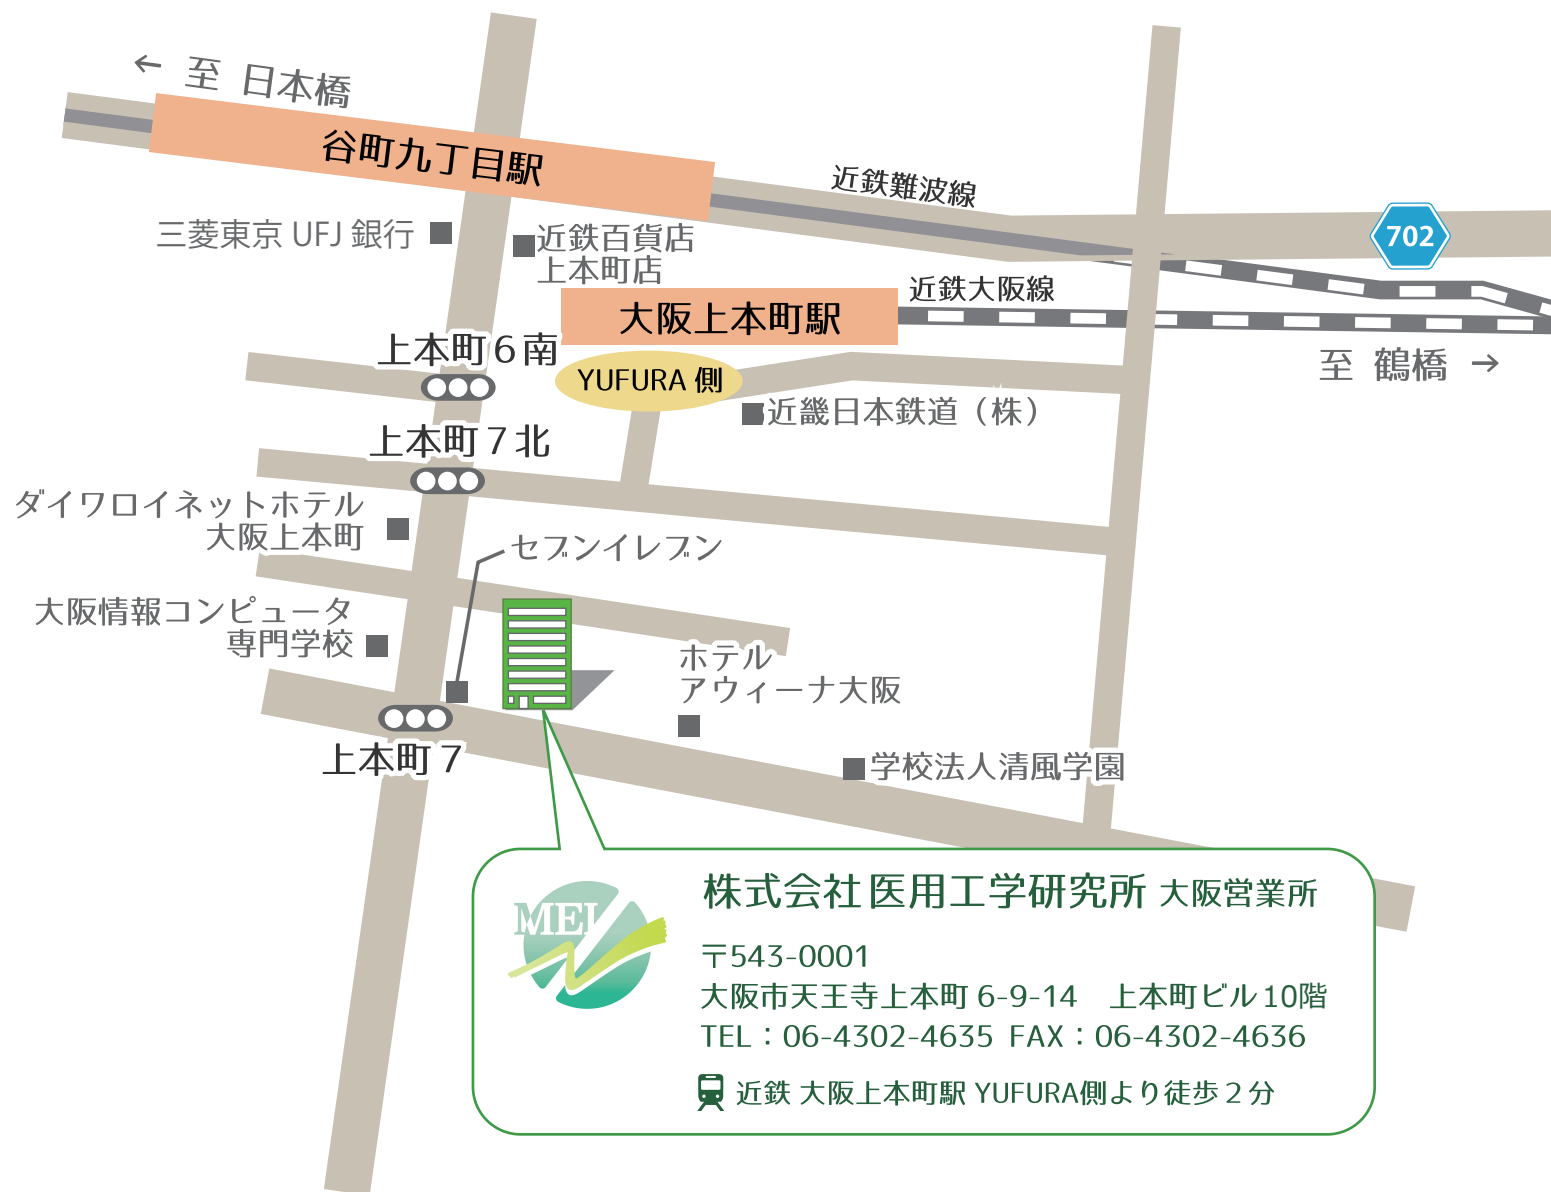 ← 至 日本橋
谷町九丁目駅
近鉄難波線
三菱東京 UFJ 銀行
近鉄百貨店
上本町店
702
近鉄大阪線
大阪上本町駅
上本町6南
至 鶴橋 →
YUFURA 側
近畿日本鉄道（株）
上本町7北
ダイワロイネットホテル
大阪上本町
セブンイレブン
大阪情報コンピュータ
専門学校
ホテル
アウィーナ大阪
上本町7
学校法人清風学園
MEI
株式会社 医用工学研究所 大阪営業所
〒543-0001
大阪市天王寺上本町 6-9-14　上本町ビル 10階
TEL：06-4302-4635 FAX：06-4302-4636
近鉄 大阪上本町駅 YUFURA側より徒歩２分